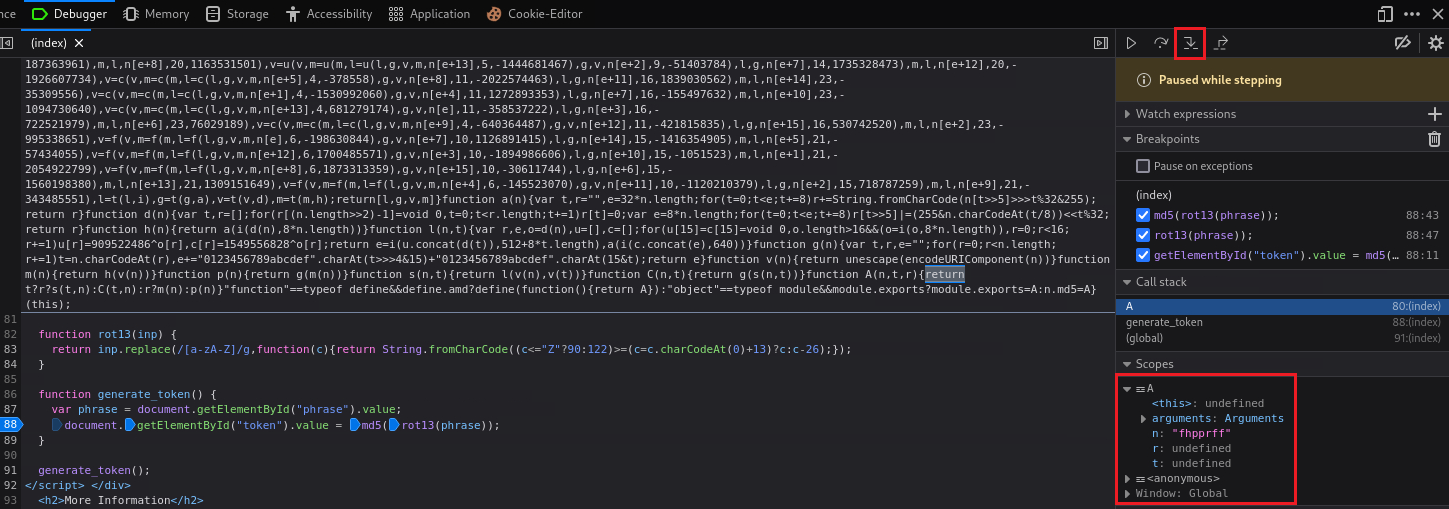 nce Debugger Memory Storage Accessibility Application Cookie-Editor
(index)
187363961),m,l,n[e+8],20,1163531501),v=u(v,m=u(m,l=u(l,g,v,m,n[e+13],5,-1444681467),g,v,n[e+2],9,-51403784),l,g,n[e+7],14,1735328473),m,l,n[e+12],20,-
1926607734),v=c(v,m=c(m,l=c(l,g,v,m,n[e+5],4,-378558),g,v,n[e+8],11,-2022574463),l,g,n[e+11],16,1839030562),m,l,n[e+14],23,-
35309556),v=c(v,m=c(m,l=c(l,g,v,m,n[e+1],4,-1530992060),g,v,n[e+4],11,1272893353),l,g,n[e+7],16,-155497632),m,l,n[e+10],23,-
1094730640),v=c(v,m=c(m,l=c(l,g,v,m,n[e+13],4,681279174),g,v,n[e],11,-358537222),l,g,n[e+3],16,-
722521979),m,l,n[e+6],23,76029189),v=c(v,m=c(m,l=c(l,g,v,m,n[e+9],4,-640364487),g,v,n[e+12],11,-421815835),l,g,n[e+15],16,530742520),m,l,n[e+2],23,-
995338651),v=f(v,m=f(m,l=f(l,g,v,m,n[e],6,-198630844),g,v,n[e+7],10,1126891415),l,g,n[e+14],15,-1416354905),m,l,n[e+5],21,-
57434055),v=f(v,m=f(m,l=f(l,g,v,m,n[e+12],6,1700485571),g,v,n[e+3],10,-1894986606),l,g,n[e+10],15,-1051523),m,l,n[e+1],21,-
2054922799),v=f(v,m=f(m,l=f(l,g,v,m,n[e+8],6,1873313359),g,v,n[e+15],10,-30611744),l,g,n[e+6],15,-
1560198380),m,l,n[e+13],21,1309151649),v=f(v,m=f(m,l=f(l,g,v,m,n[e+4],6,-145523070),g,v,n[e+11],10,-1120210379),l,g,n[e+2],15,718787259),m,l,n[e+9],21,-
343485551),l=t(l,i),g=t(g,a),v=t(v,d),m=t(m,h);return[l,g,v,m]}function a(n){var t,r="",e=32*n.length;for(t=0;t<e;t+=8)r+=String.fromCharCode(n[t>>5]>>>t%32&255);
return r}function d(n){var t,r=[];for(r[(n.length>>2)-1]=void 0,t=0;t<r.length;t+=1)r[t]=0;var e=8*n.length;for(t=0;t<e;t+=8)r[t>>5]|=(255&n.charCodeAt(t/8))<<t%32;
return r}function h(n){return a(i(d(n),8*n.length))}function l(n,t){var r,e,o=d(n),u=[],c=[];for(u[15]=c[15]=void 0,o.length>16&&(o=i(o,8*n.length)),r=0;r<16;
r+=1)u[r]=909522486^o[r],c[r]=1549556828^o[r];return e=i(u.concat(d(t)),512+8*t.length),a(i(c.concat(e),640))}function g(n){var t,r,e="";for(r=0;r<n.length;
r+=1)t=n.charCodeAt(r),e+="0123456789abcdef".charAt(t>>>4&15)+"0123456789abcdef".charAt(15&t);return e}function v(n){return unescape(encodeURIComponent(n))}function
m(n){return h(v(n))}function p(n){return g(m(n))}function s(n,t){return l(v(n),v(t))}function C(n,t){return g(s(n,t))}function A(n,t,r){return
t?r?s(t,n):C(t,n):r?m(n):p(n)}"function"==typeof define&&define.amd?define(function(){return A}):"object"==typeof module&&module.exports?module.exports=A:n.md5=A}
(this);
81
82 function rot13(inp) {
83 return inp.replace(/[a-zA-Z]/g,function(c){return String.fromCharCode((c<="Z"?90:122)>=(c=c.charCodeAt(0)+13)?c:c-26);});
84 }
85
86 function generate_token() {
87 var phrase = document.getElementById("phrase").value;
88 document.getElementById("token").value = md5(rot13(phrase));
89 }
90
91 generate_token();
92 </script> </div>
93 <h2>More Information</h2>
Paused while stepping
Watch expressions
Breakpoints
Pause on exceptions
(index)
md5(rot13(phrase)); 88:43
rot13(phrase)); 88:47
getElementById("token").value = md5(… 88:11
Call stack
A 80:(index)
generate_token 88:(index)
(global) 91:(index)
Scopes
A
<this>: undefined
arguments: Arguments
n: "fhpprff"
r: undefined
t: undefined
<anonymous>
Window: Global